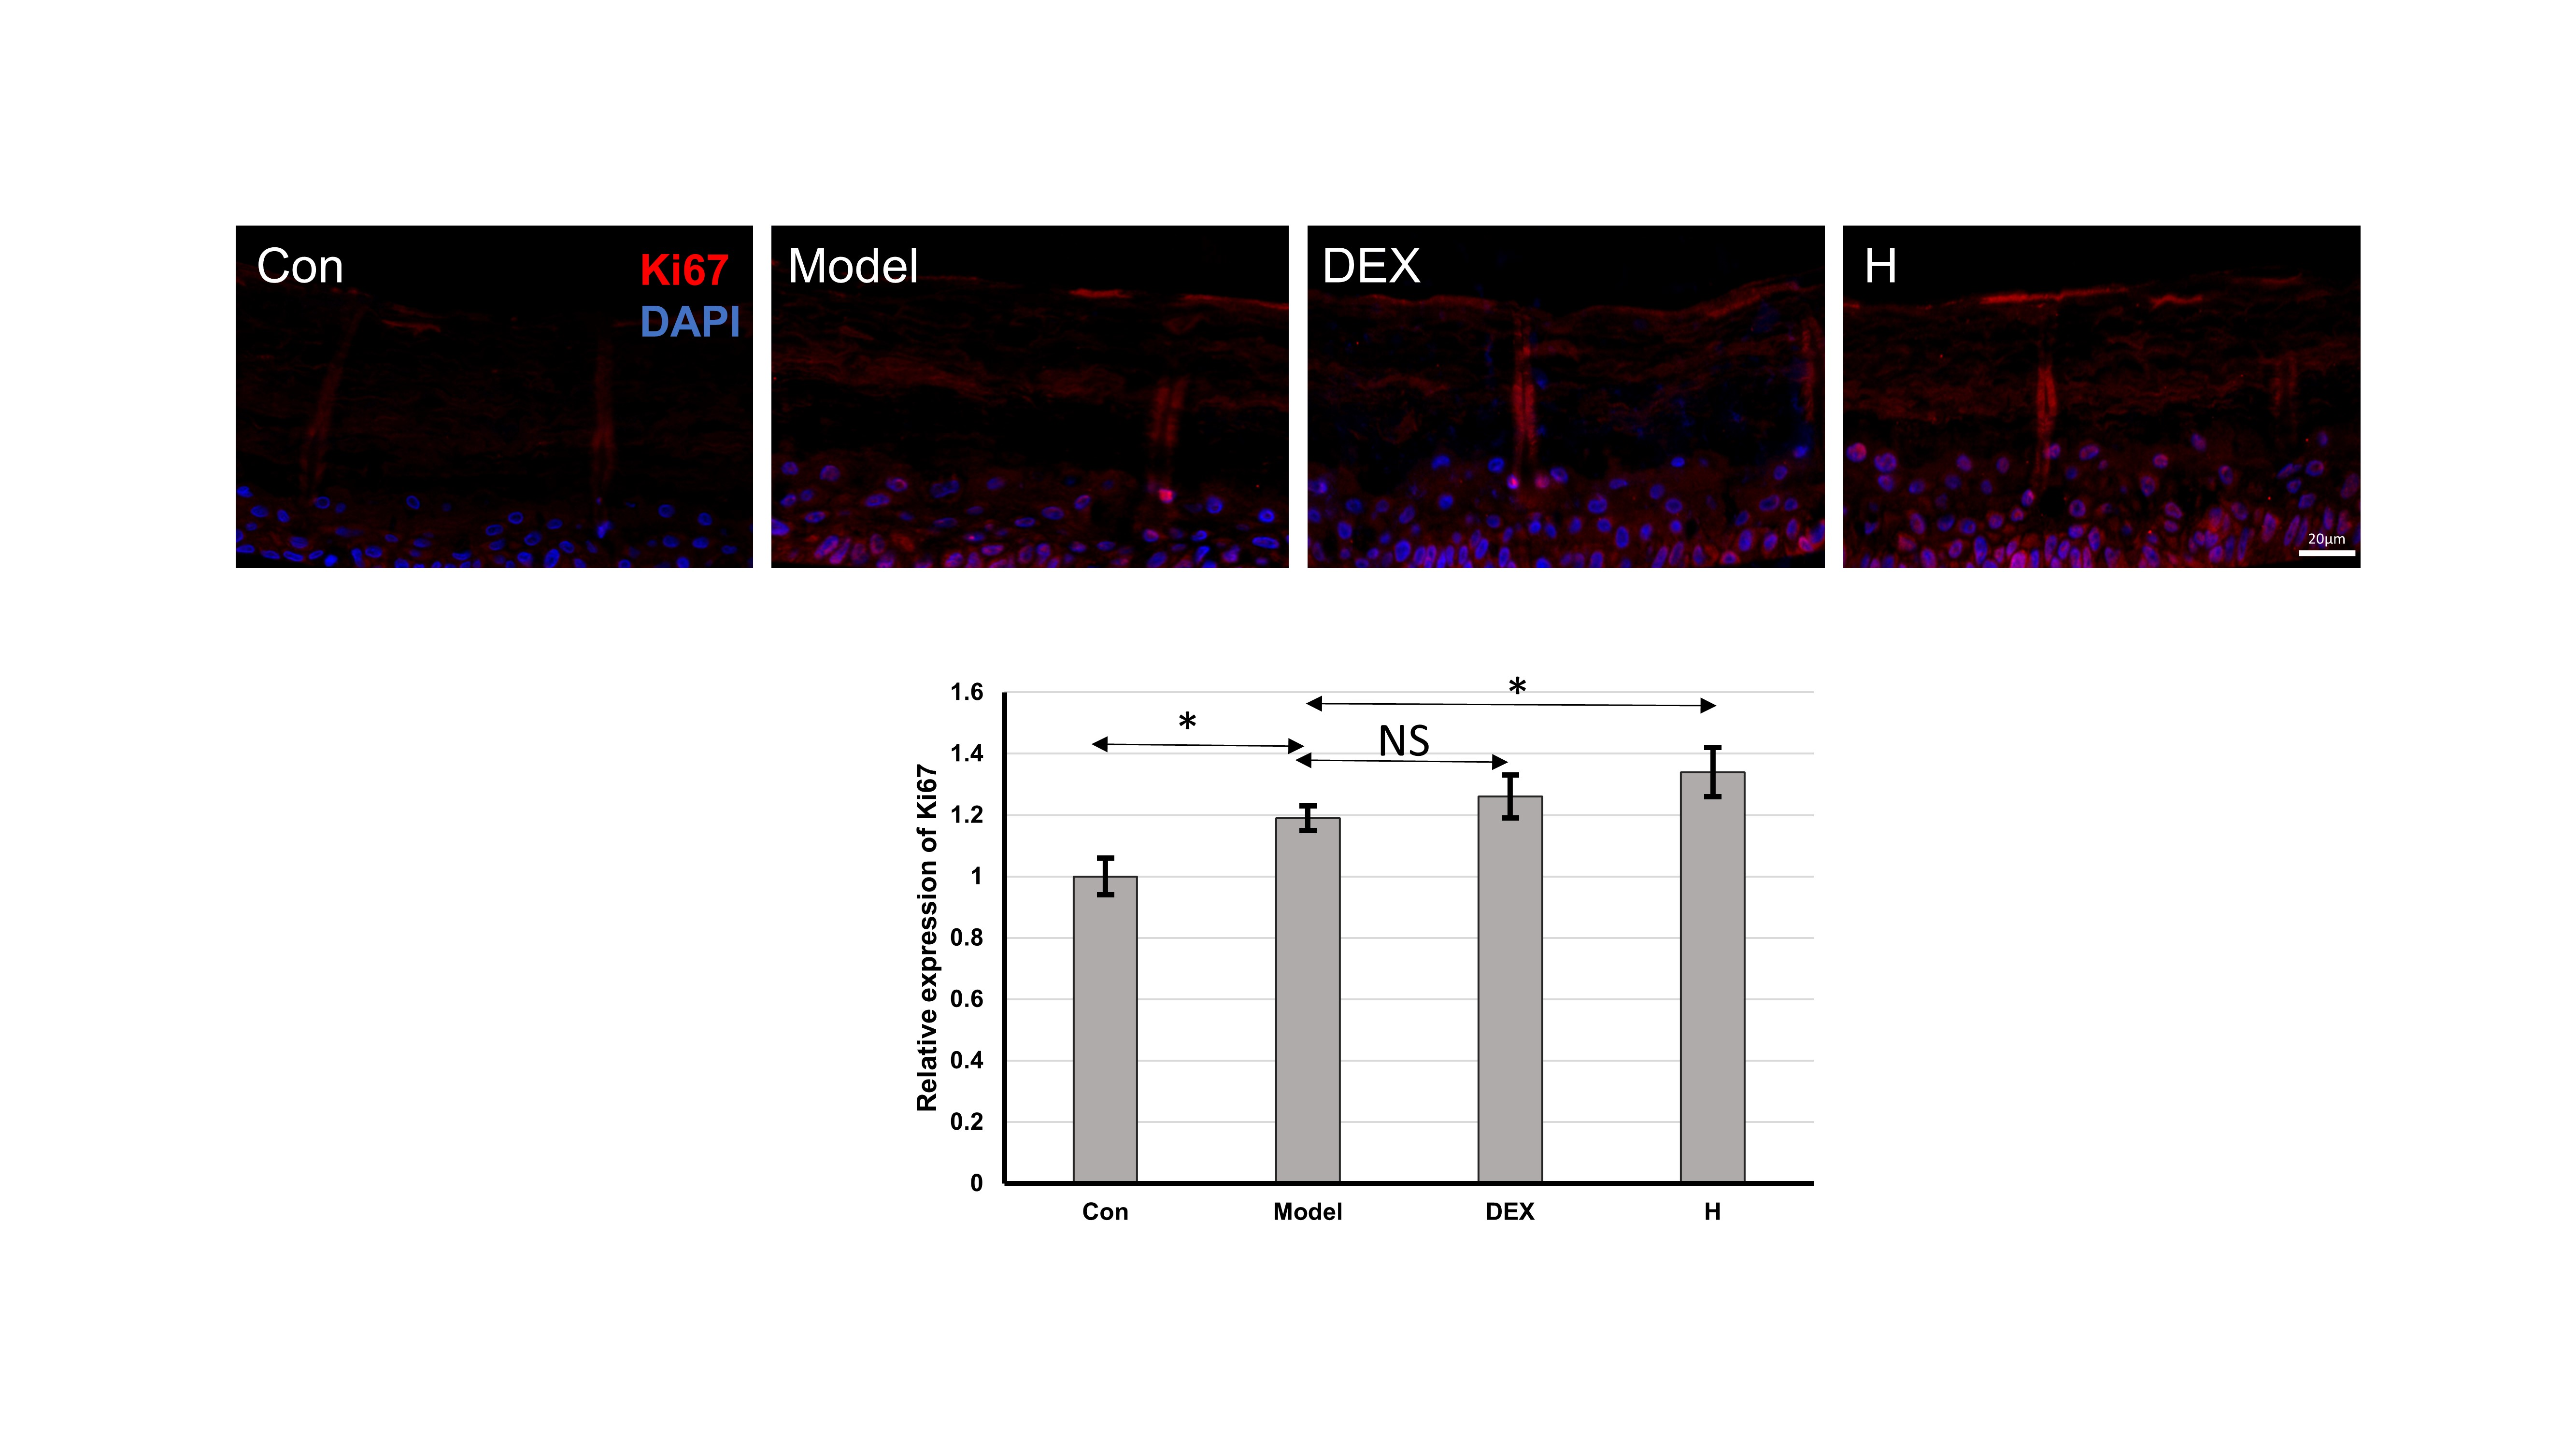 Con
Ki67
DAPI
Model
DEX
H
20μm
Relative expression of Ki67
1.6
1.4
1.2
1
0.8
0.6
0.4
0.2
0
*
*
NS
Con
Model
DEX
H